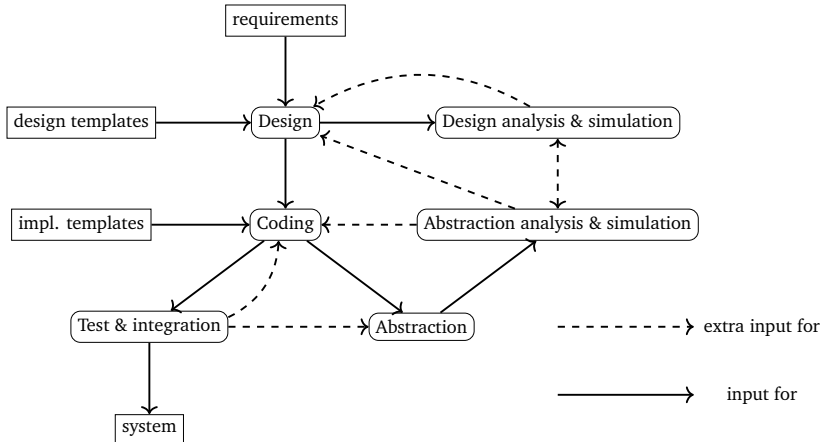 requirements
design templates
Design
Design analysis & simulation
impl. templates
Coding
Abstraction analysis & simulation
Test & integration
Abstraction
extra input for
input for
system